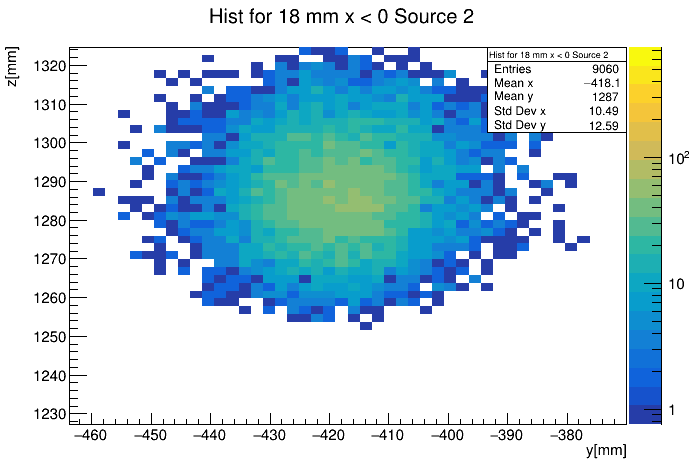 Hist for 18 mm x < 0 Source 2
z[mm]
Hist for 18 mm x < 0 Source 2
Entries 9060
Mean x −418.1
Mean y 1287
Std Dev x 10.49
Std Dev y 12.59
1320
1310
1300
1290
1280
1270
1260
1250
1240
1230
10²
10
1
−460 −450 −440 −430 −420 −410 −400 −390 −380
y[mm]